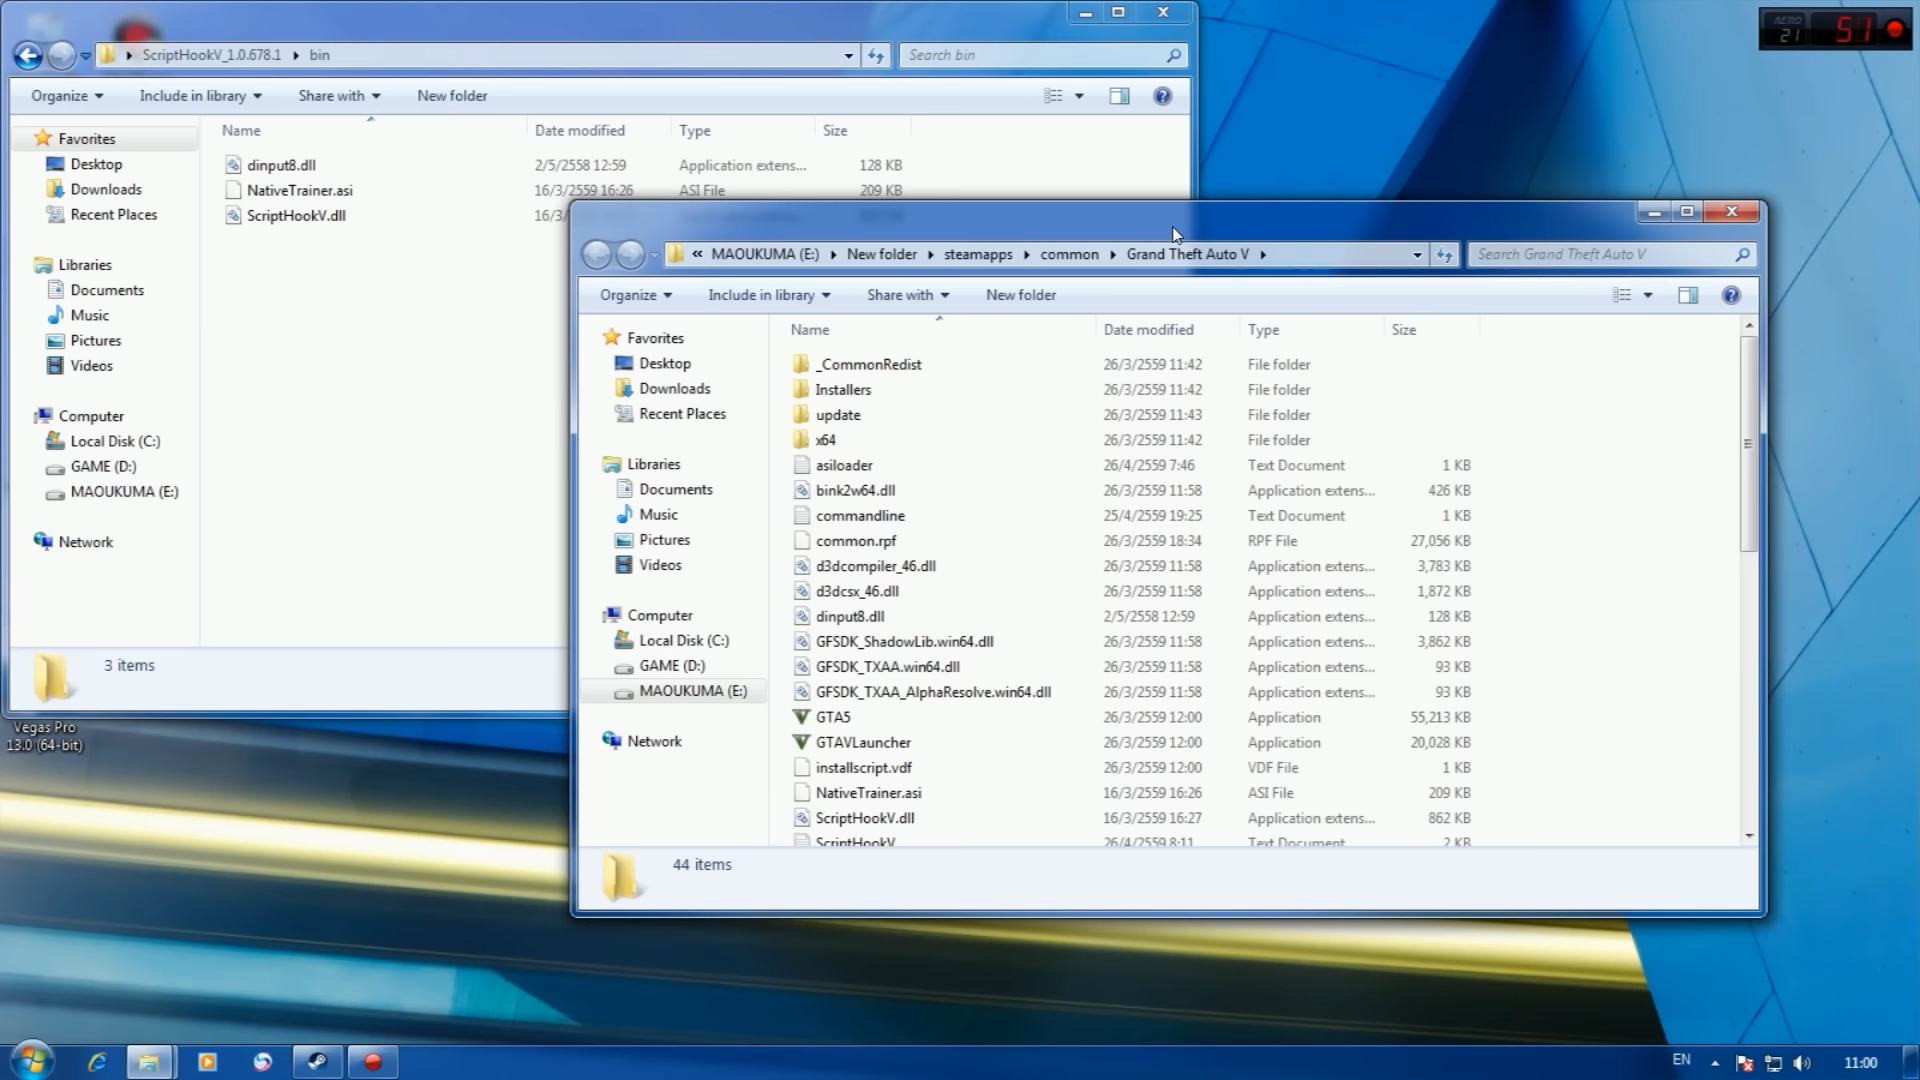 AERO
21
51
ScriptHookV_1.0.678.1 bin
Search bin
Organize Include in library Share with New folder
Name Date modified Type Size
Favorites
Desktop
Downloads
Recent Places
Libraries
Documents
Music
Pictures
Videos
Computer
Local Disk (C:)
GAME (D:)
MAOUKUMA (E:)
Network
dinput8.dll 2/5/2558 12:59 Application extens... 128 KB
NativeTrainer.asi 16/3/2559 16:26 ASI File 209 KB
ScriptHookV.dll 16/3/
3 items
Vegas Pro
13.0 (64-bit)
« MAOUKUMA (E:) New folder steamapps common Grand Theft Auto V
Search Grand Theft Auto V
Organize Include in library Share with New folder
Name Date modified Type Size
Favorites
Desktop
Downloads
Recent Places
Libraries
Documents
Music
Pictures
Videos
Computer
Local Disk (C:)
GAME (D:)
MAOUKUMA (E:)
Network
_CommonRedist 26/3/2559 11:42 File folder
Installers 26/3/2559 11:42 File folder
update 26/3/2559 11:43 File folder
x64 26/3/2559 11:42 File folder
asiloader 26/4/2559 7:46 Text Document 1 KB
bink2w64.dll 26/3/2559 11:58 Application extens... 426 KB
commandline 25/4/2559 19:25 Text Document 1 KB
common.rpf 26/3/2559 18:34 RPF File 27,056 KB
d3dcompiler_46.dll 26/3/2559 11:58 Application extens... 3,783 KB
d3dcsx_46.dll 26/3/2559 11:58 Application extens... 1,872 KB
dinput8.dll 2/5/2558 12:59 Application extens... 128 KB
GFSDK_ShadowLib.win64.dll 26/3/2559 11:58 Application extens... 3,862 KB
GFSDK_TXAA.win64.dll 26/3/2559 11:58 Application extens... 93 KB
GFSDK_TXAA_AlphaResolve.win64.dll 26/3/2559 11:58 Application extens... 93 KB
GTA5 26/3/2559 12:00 Application 55,213 KB
GTAVLauncher 26/3/2559 12:00 Application 20,028 KB
installscript.vdf 26/3/2559 12:00 VDF File 1 KB
NativeTrainer.asi 16/3/2559 16:26 ASI File 209 KB
ScriptHookV.dll 16/3/2559 16:27 Application extens... 862 KB
ScriptHookV 26/4/2559 8:11 Text Document 2 KB
44 items
EN 11:00